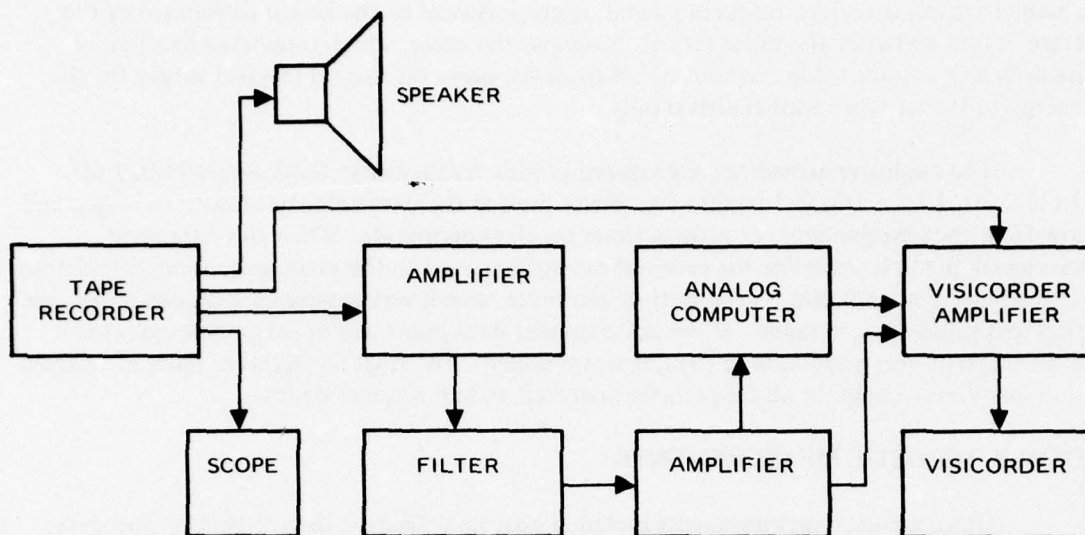 SPEAKER
TAPE
RECORDER
AMPLIFIER
ANALOG
COMPUTER
VISICORDER
AMPLIFIER
SCOPE
FILTER
AMPLIFIER
VISICORDER